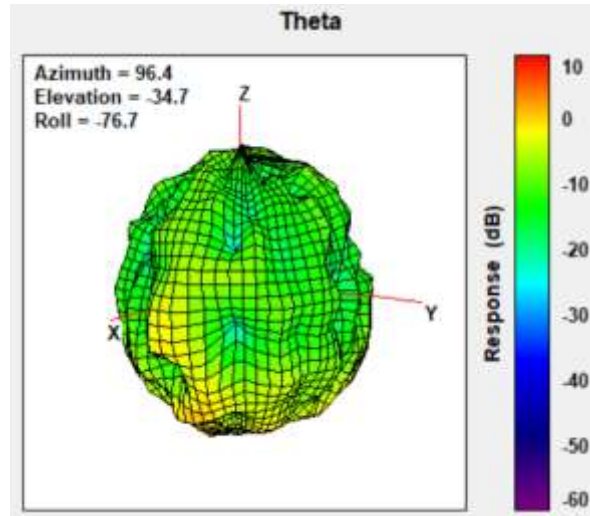 Theta
Azimuth = 96.4
Elevation = -34.7
Roll = -76.7
Z
X
Y
Response (dB)
10
0
-10
-20
-30
-40
-50
-60